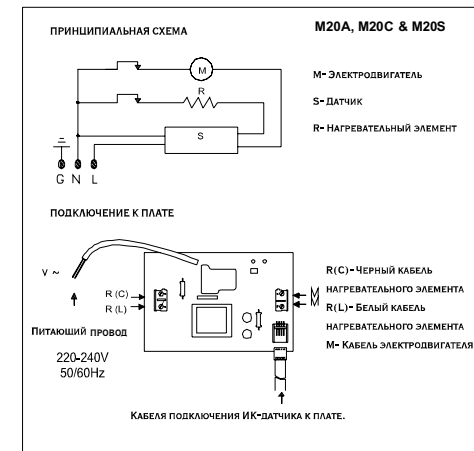 ПРИНЦИПИАЛЬНАЯ СХЕМА
M20A, M20C & M20S
M
R
S
G N L
M- ЭЛЕКТРОДВИГАТЕЛЬ
S- ДАТЧИК
R- НАГРЕВАТЕЛЬНЫЙ ЭЛЕМЕНТ
ПОДКЛЮЧЕНИЕ К ПЛАТЕ
V ~
R (C)
R (L)
ПИТАЮЩИЙ ПРОВОД
220-240V
50/60Hz
M
R(C)- ЧЕРНЫЙ КАБЕЛЬ
НАГРЕВАТЕЛЬНОГО ЭЛЕМЕНТА
R(L)- БЕЛЫЙ КАБЕЛЬ
НАГРЕВАТЕЛЬНОГО ЭЛЕМЕНТА
M- КАБЕЛЬ ЭЛЕКТРОДВИГАТЕЛЯ
КАБЕЛЯ ПОДКЛЮЧЕНИЯ ИК-ДАТЧИКА К ПЛАТЕ.